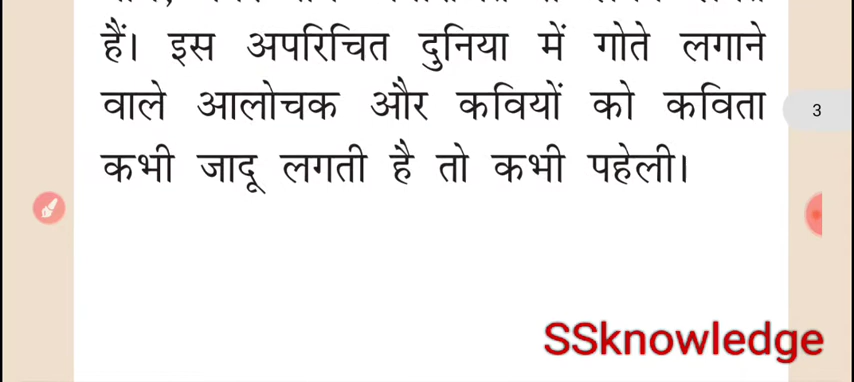 हैं। इस अपरिचित दुनिया में गोते लगाने
वाले आलोचक और कवियों को कविता
कभी जादू लगती है तो कभी पहेली।
3
SSknowledge